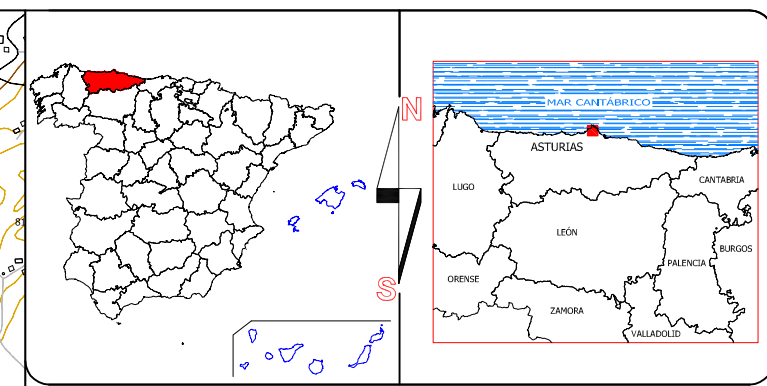 N
S
MAR CANTÁBRICO
ASTURIAS
CANTABRIA
LUGO
LEÓN
BURGOS
PALENCIA
ORENSE
ZAMORA
VALLADOLID